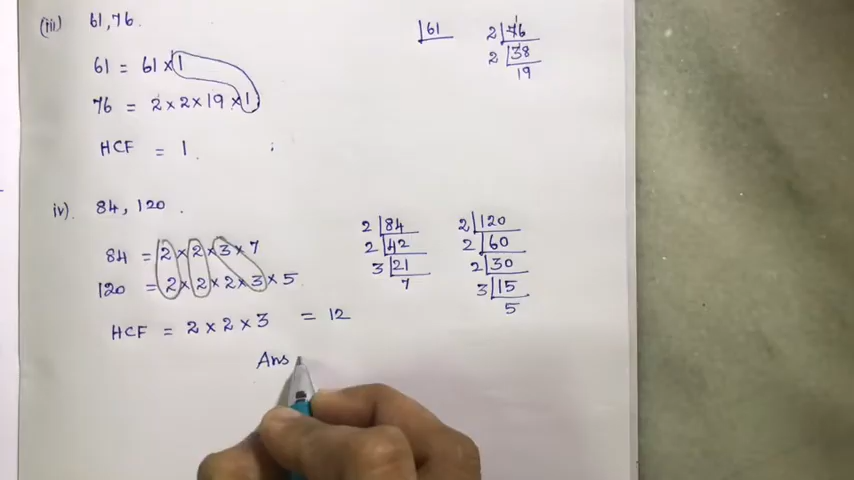 (iii) 61, 76
61 = 61 × 1
76 = 2 × 2 × 19 × 1
HCF = 1.
61
2 76
2 38
19
iv). 84, 120.
84 = 2 × 2 × 3 × 7
120 = 2 × 2 × 2 × 3 × 5
HCF = 2 × 2 × 3 = 12
Ans
2 84
2 42
3 21
7
2 120
2 60
2 30
3 15
5